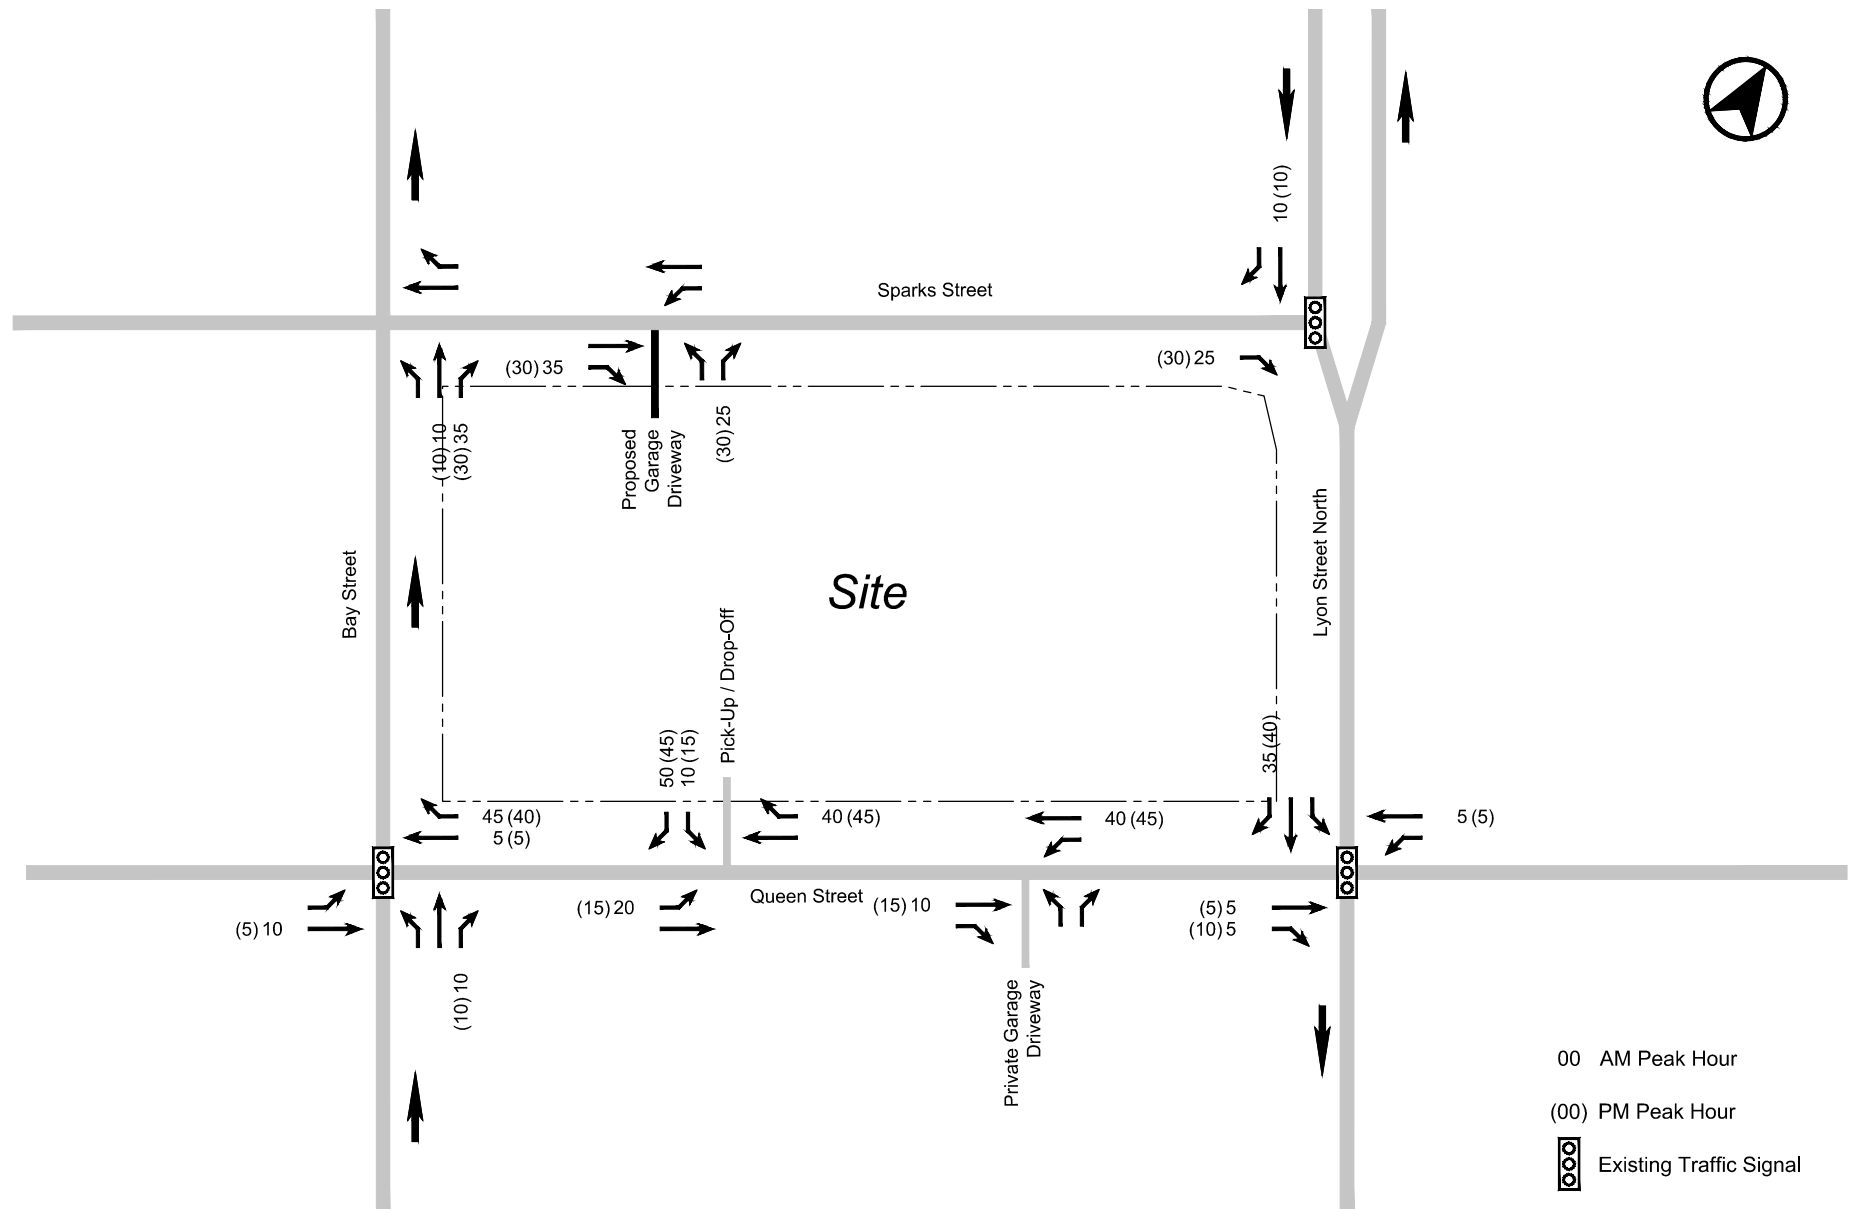 10 (10)
Sparks Street
(30) 35
(30) 25
(10) 10
(30) 35
Proposed
Garage
Driveway
(30) 25
Bay Street
Site
Lyon Street North
Pick-Up / Drop-Off
50 (45)
10 (15)
35 (40)
45 (40)
5 (5)
40 (45)
40 (45)
5 (5)
Queen Street
(5) 10
(15) 20
(15) 10
(5) 5
(10) 5
(10) 10
Private Garage
Driveway
00 AM Peak Hour
(00) PM Peak Hour
Existing Traffic Signal